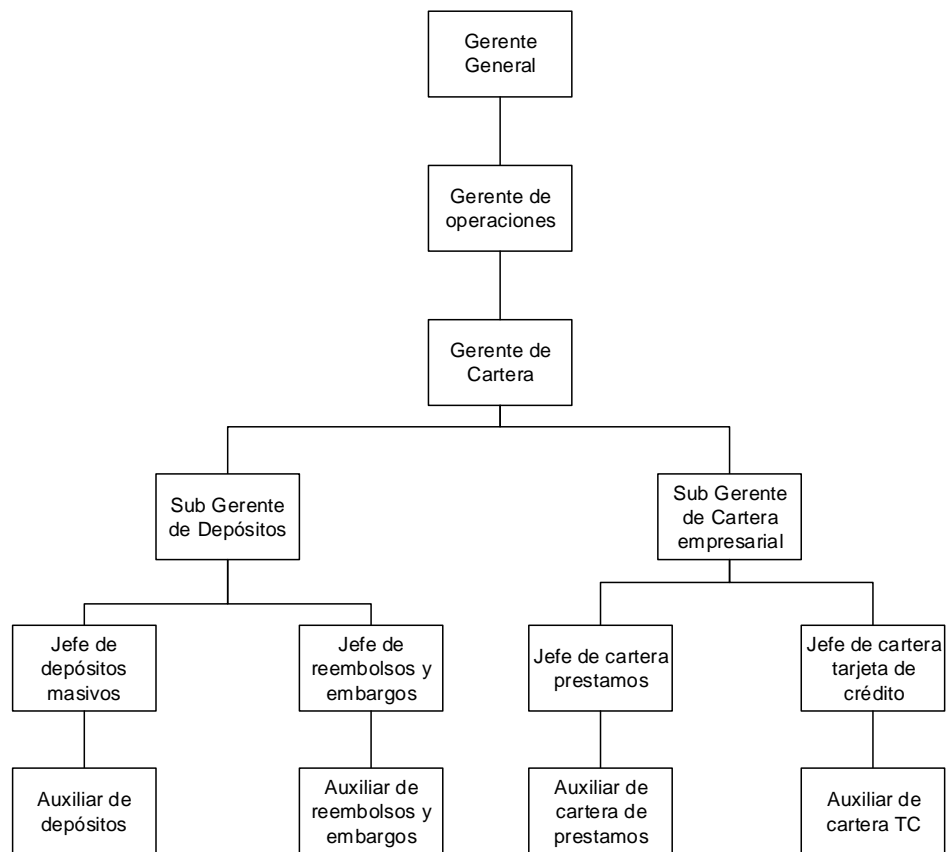 Gerente
General
Gerente de
operaciones
Gerente de
Cartera
Sub Gerente
de Depósitos
Sub Gerente
de Cartera
empresarial
Jefe de
depósitos
masivos
Jefe de
reembolsos y
embargos
Jefe de cartera
prestamos
Jefe de cartera
tarjeta de
crédito
Auxiliar de
depósitos
Auxiliar de
reembolsos y
embargos
Auxiliar de
cartera de
prestamos
Auxiliar de
cartera TC